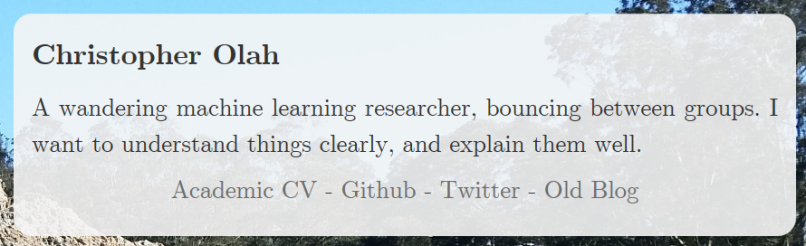 Christopher Olah
A wandering machine learning researcher, bouncing between groups. I
want to understand things clearly, and explain them well.
Academic CV - Github - Twitter - Old Blog